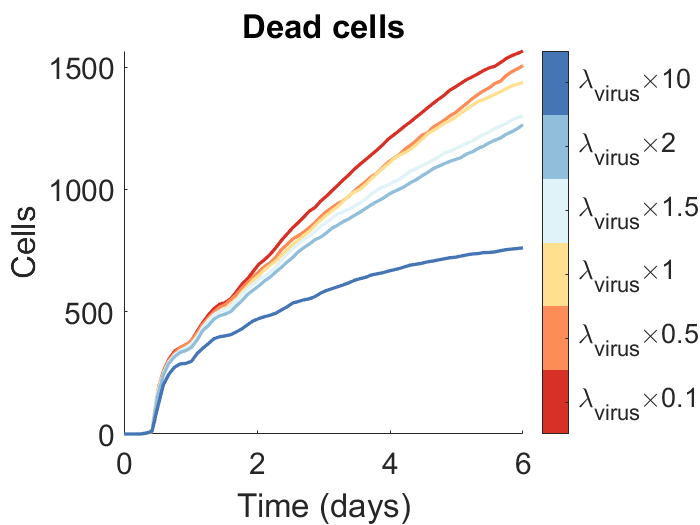 Dead cells
Cells
1500
1000
500
0
0 2 4 6
Time (days)
λvirus×10
λvirus×2
λvirus×1.5
λvirus×1
λvirus×0.5
λvirus×0.1